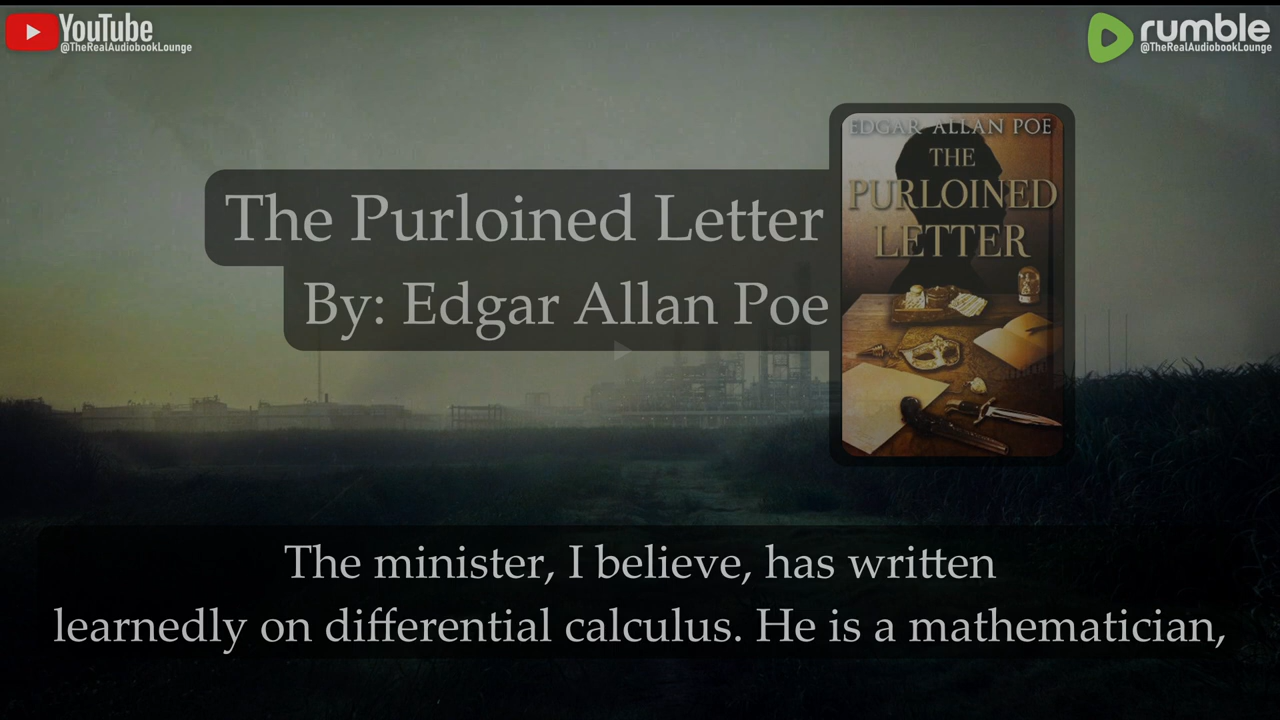 YouTube
@TheRealAudiobookLounge
rumble
@TheRealAudiobookLounge
EDGAR ALLAN POE
THE
PURLOINED
LETTER
The Purloined Letter
By: Edgar Allan Poe
The minister, I believe, has written
learnedly on differential calculus. He is a mathematician,